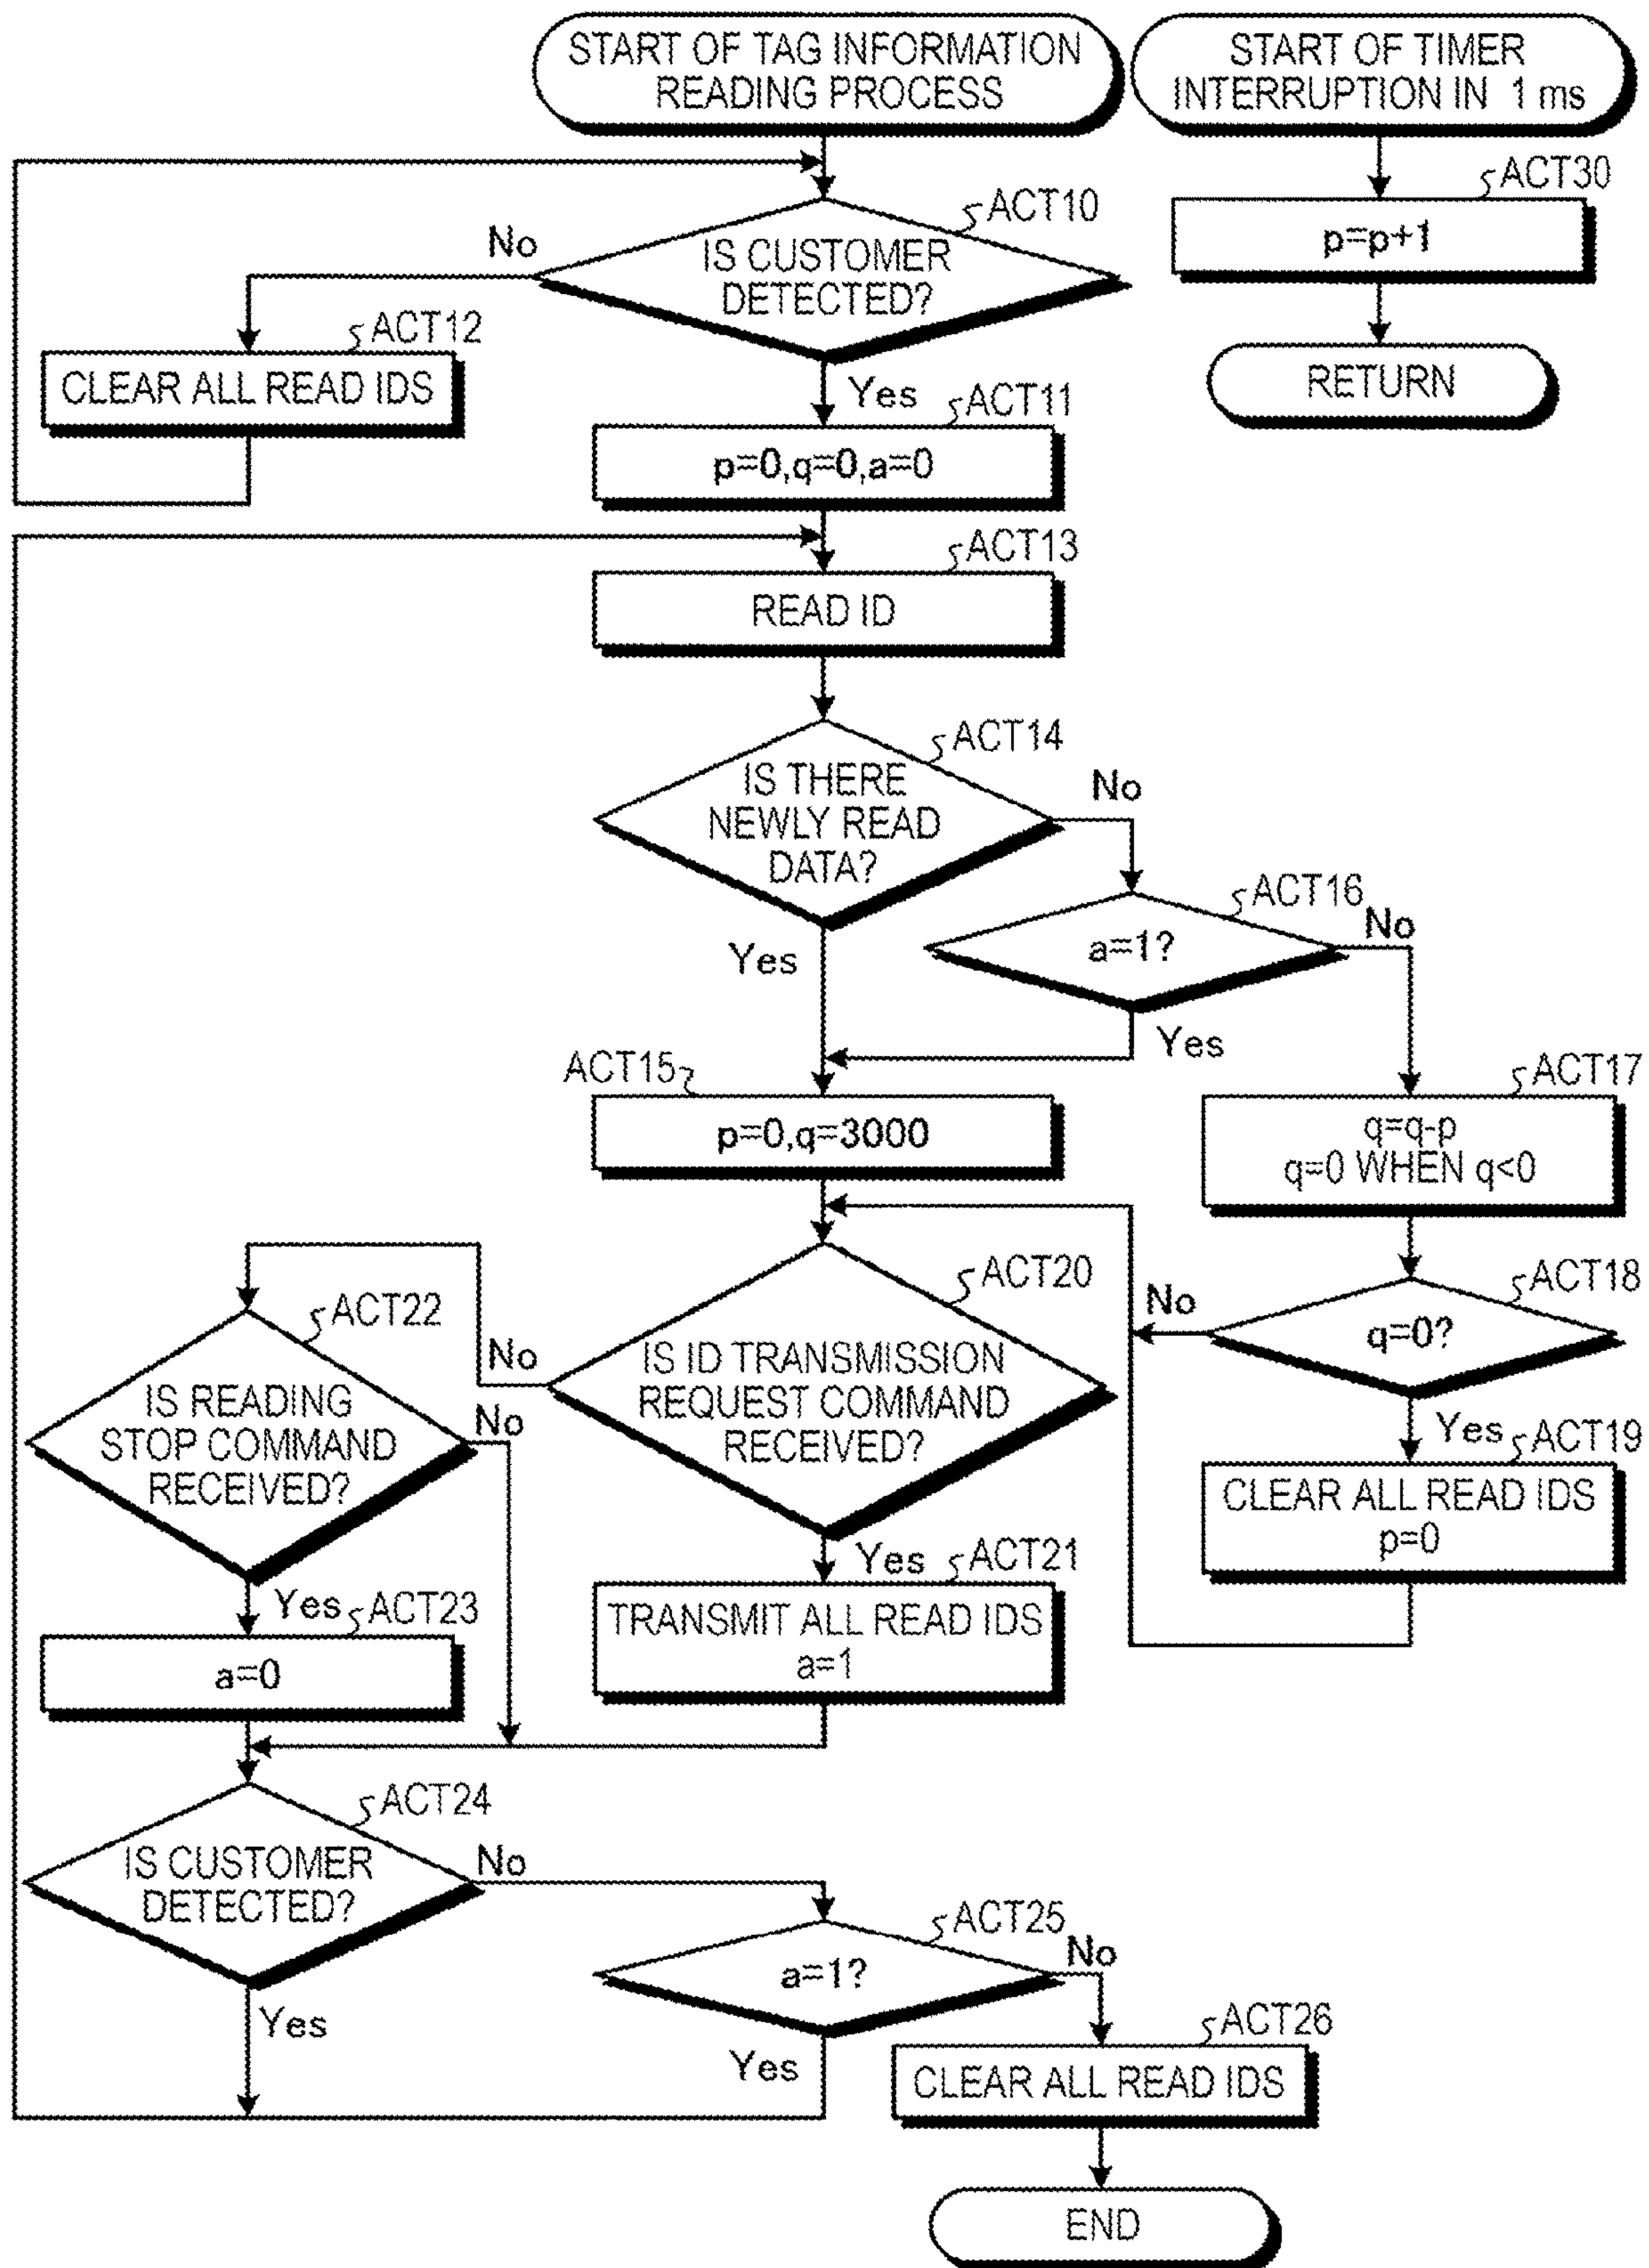 START OF TAG INFORMATION
READING PROCESS
START OF TIMER
INTERRUPTION IN 1 ms
ACT30
p=p+1
RETURN
ACT10
IS CUSTOMER
DETECTED?
No
ACT12
CLEAR ALL READ IDS
Yes
ACT11
p=0,q=0,a=0
ACT13
READ ID
ACT14
IS THERE
NEWLY READ
DATA?
No
Yes
ACT16
a=1?
No
Yes
ACT15
p=0,q=3000
ACT17
q=q-p
q=0 WHEN q<0
ACT18
q=0?
No
Yes
ACT19
CLEAR ALL READ IDS
p=0
ACT20
IS ID TRANSMISSION
REQUEST COMMAND
RECEIVED?
No
Yes
ACT21
TRANSMIT ALL READ IDS
a=1
ACT22
IS READING
STOP COMMAND
RECEIVED?
No
Yes
ACT23
a=0
ACT24
IS CUSTOMER
DETECTED?
No
Yes
ACT25
a=1?
No
Yes
ACT26
CLEAR ALL READ IDS
END